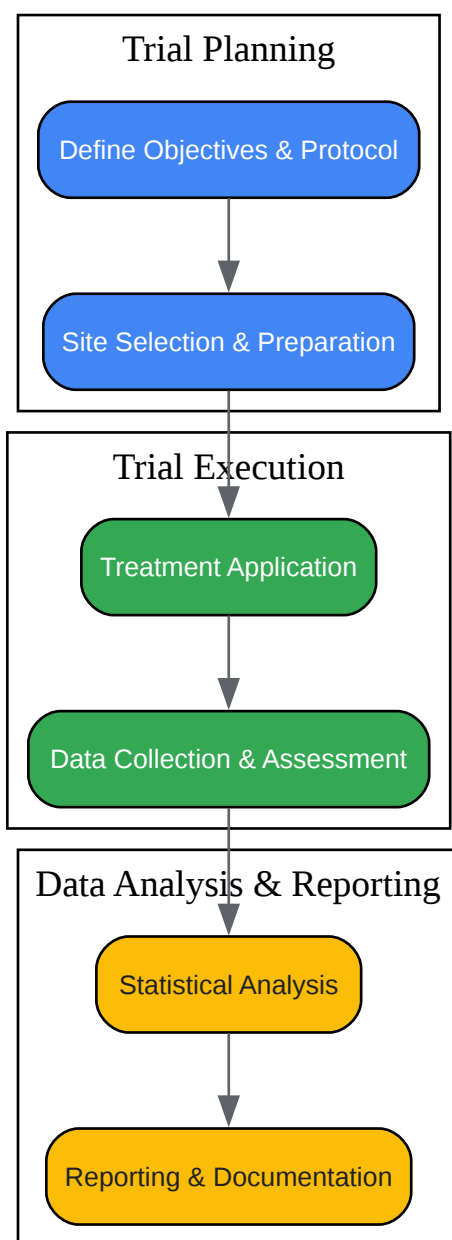 Trial Planning
Define Objectives & Protocol
Site Selection & Preparation
Trial Execution
Treatment Application
Data Collection & Assessment
Data Analysis & Reporting
Statistical Analysis
Reporting & Documentation